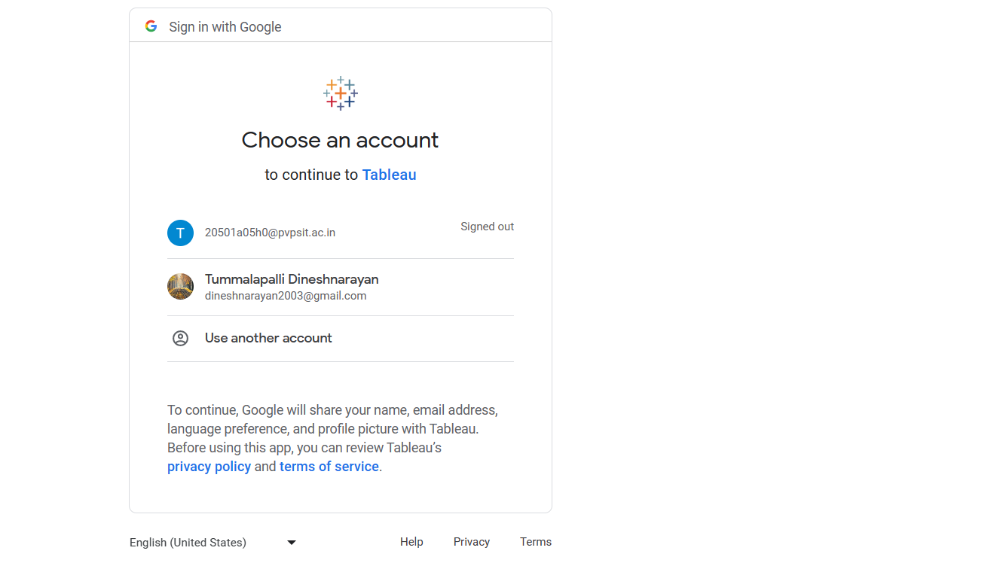 Sign in with Google
Choose an account
to continue to Tableau
T
20501a05h0@pvpsit.ac.in
Signed out
Tummalapalli Dineshnarayan
dineshnarayan2003@gmail.com
Use another account
To continue, Google will share your name, email address,
language preference, and profile picture with Tableau.
Before using this app, you can review Tableau’s
privacy policy and terms of service.
English (United States)
Help Privacy Terms